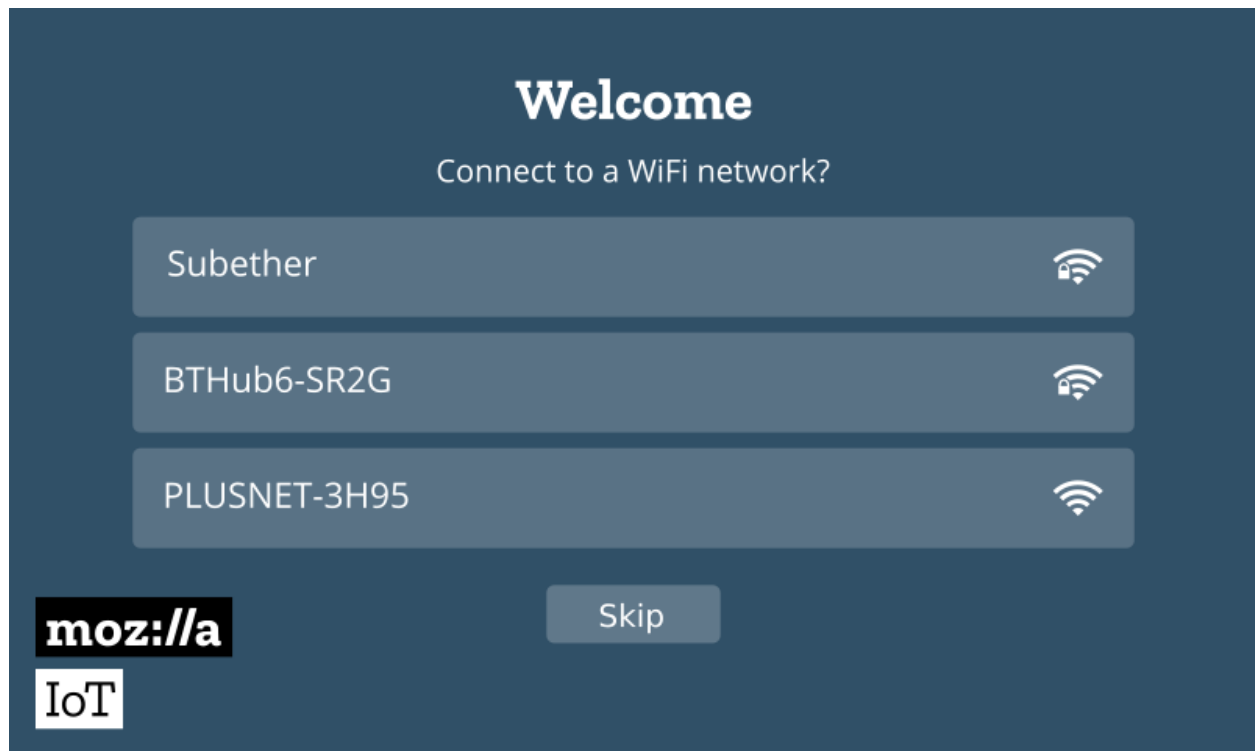 Welcome
Connect to a WiFi network?
Subether
BTHub6-SR2G
PLUSNET-3H95
Skip
moz://a
IoT